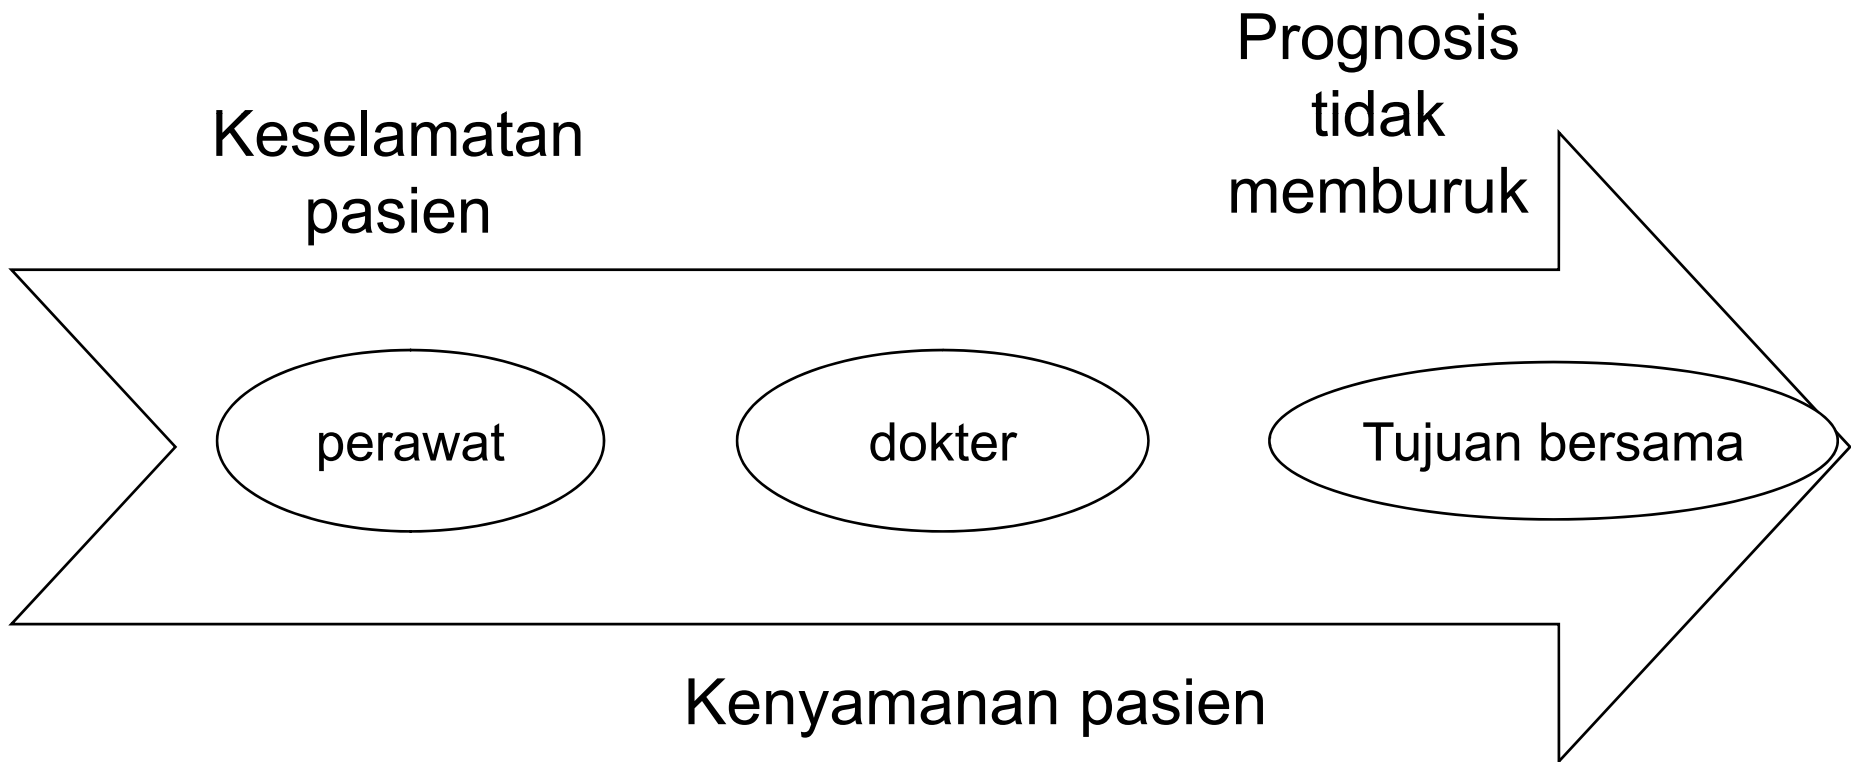 Prognosis
tidak
memburuk
Keselamatan
pasien
perawat
dokter
Tujuan bersama
Kenyamanan pasien